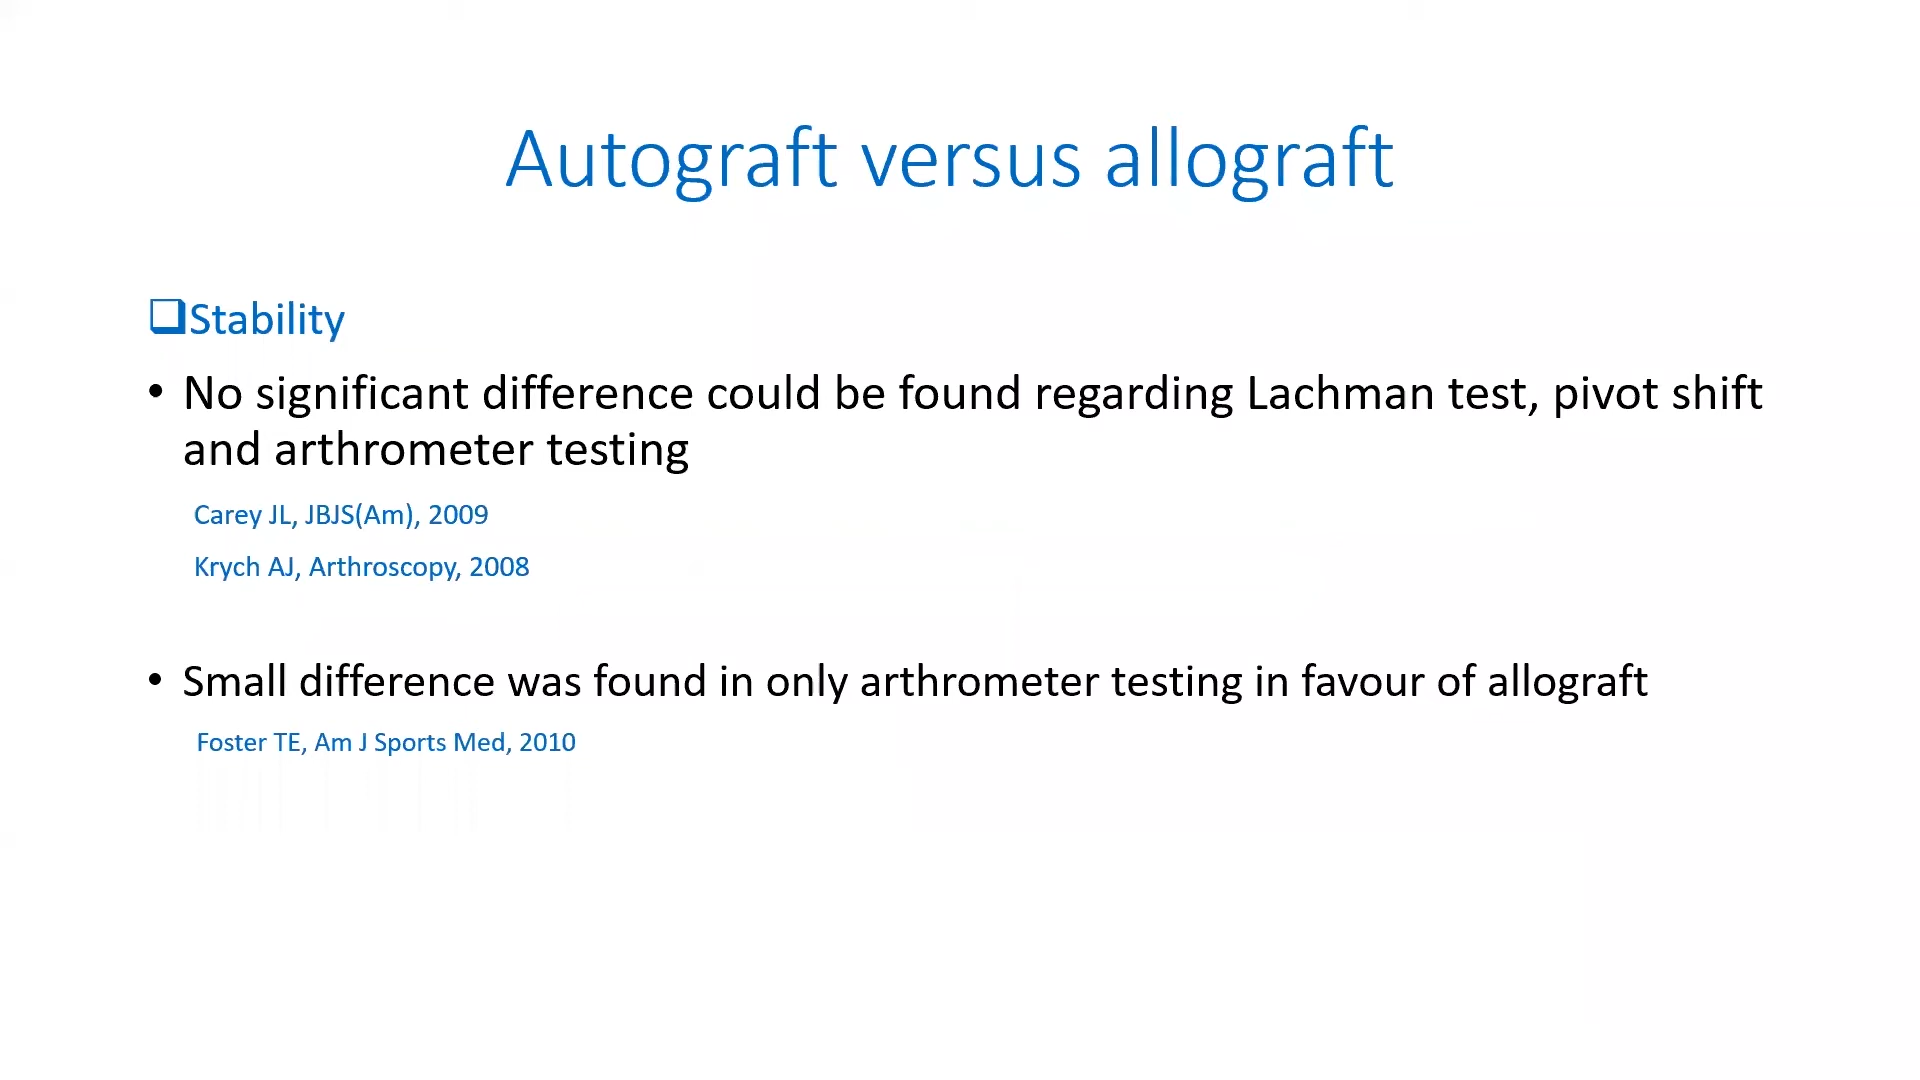 Autograft versus allograft
❑Stability
• No significant difference could be found regarding Lachman test, pivot shift
and arthrometer testing
Carey JL, JBJS(Am), 2009
Krych AJ, Arthroscopy, 2008
• Small difference was found in only arthrometer testing in favour of allograft
Foster TE, Am J Sports Med, 2010